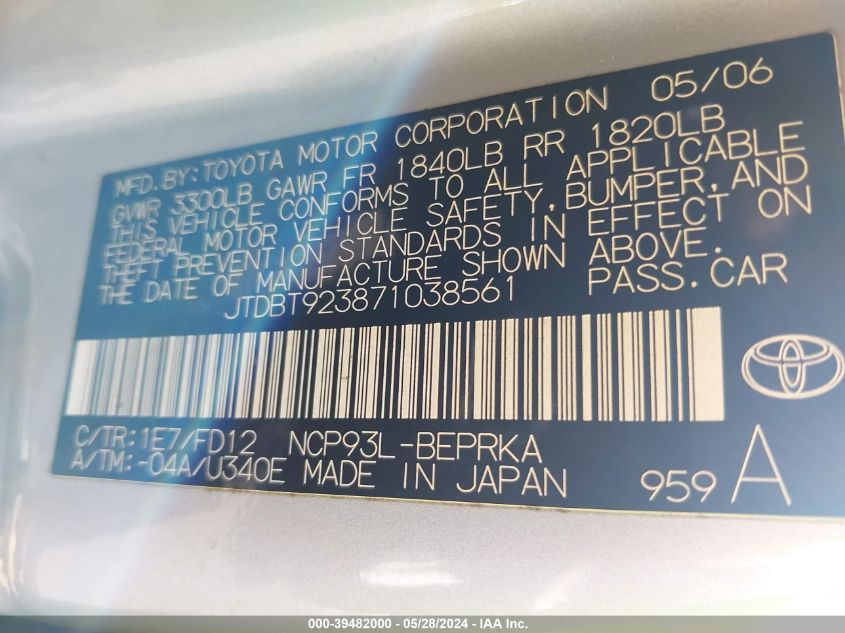 MFD. BY: TOYOTA MOTOR CORPORATION 05/06
GVWR 3300LB GAWR FR 1840LB RR 1820LB
THIS VEHICLE CONFORMS TO ALL APPLICABLE
FEDERAL MOTOR VEHICLE SAFETY, BUMPER, AND
THEFT PREVENTION STANDARDS IN EFFECT ON
THE DATE OF MANUFACTURE SHOWN ABOVE.
JTDBT923871038561 PASS. CAR
C/TR: 1E7/FD12 NCP93L-BEPRKA
A/TM: -04A/U340E MADE IN JAPAN 959 A
000-39482000 - 05/28/2024 - IAA Inc.